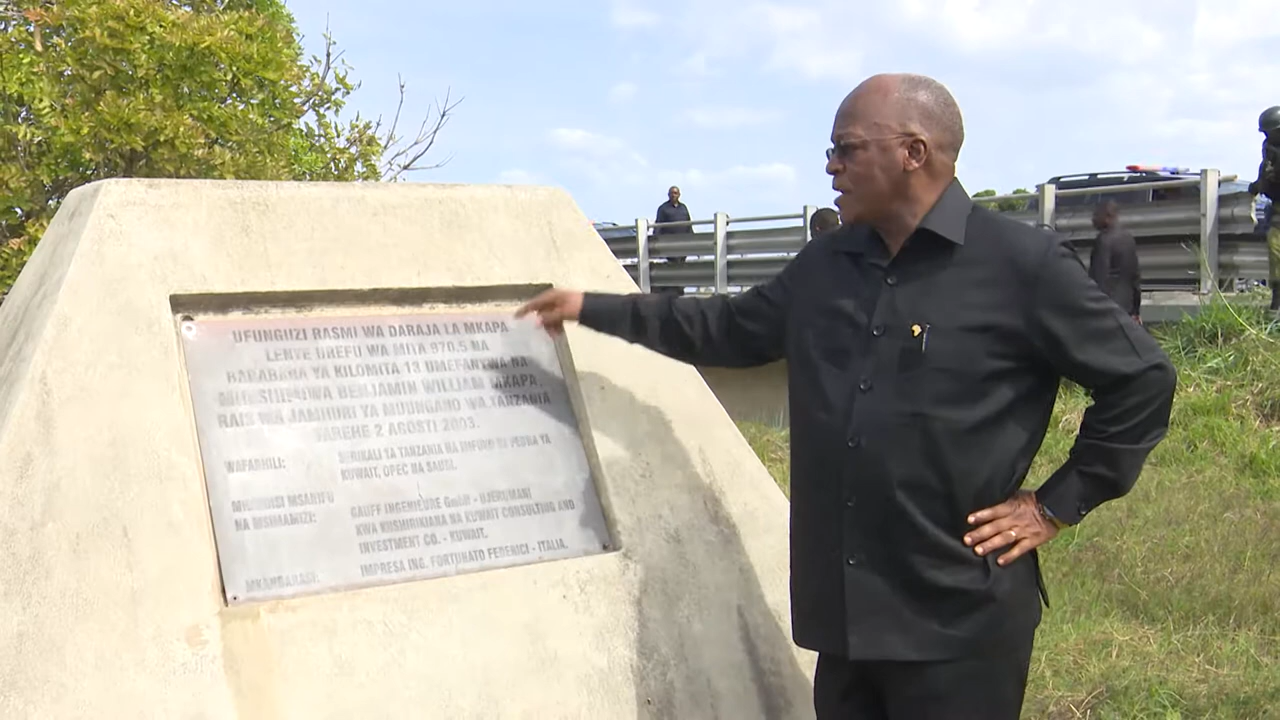 UFUNGUZI RASMI WA DARAJA LA MKAPA
LENYE UREFU WA MITA 970.5 NA
BARABARA YA KILOMITA 13 UMEFANYWA NA
MHESHIMIWA BENJAMIN WILLIAM MKAPA,
RAIS WA JAMHURI YA MUUNGANO WA TANZANIA
TAREHE 2 AGOSTI 2003.
WAFADHILI: SERIKALI YA TANZANIA NA MFUKO WA PEMBA YA
KUWAIT, OPEC NA SAUDI.
MHANDISI MSANIFU GAUFF INGENIEURE GmbH - UJERUMANI
NA MSIMAMIZI: KWA KUSHIRIKIANA NA KUWAIT CONSULTING AND
INVESTMENT CO. - KUWAIT.
MKANDARASI: IMPRESA ING. FORTUNATO FEDERICI - ITALIA.